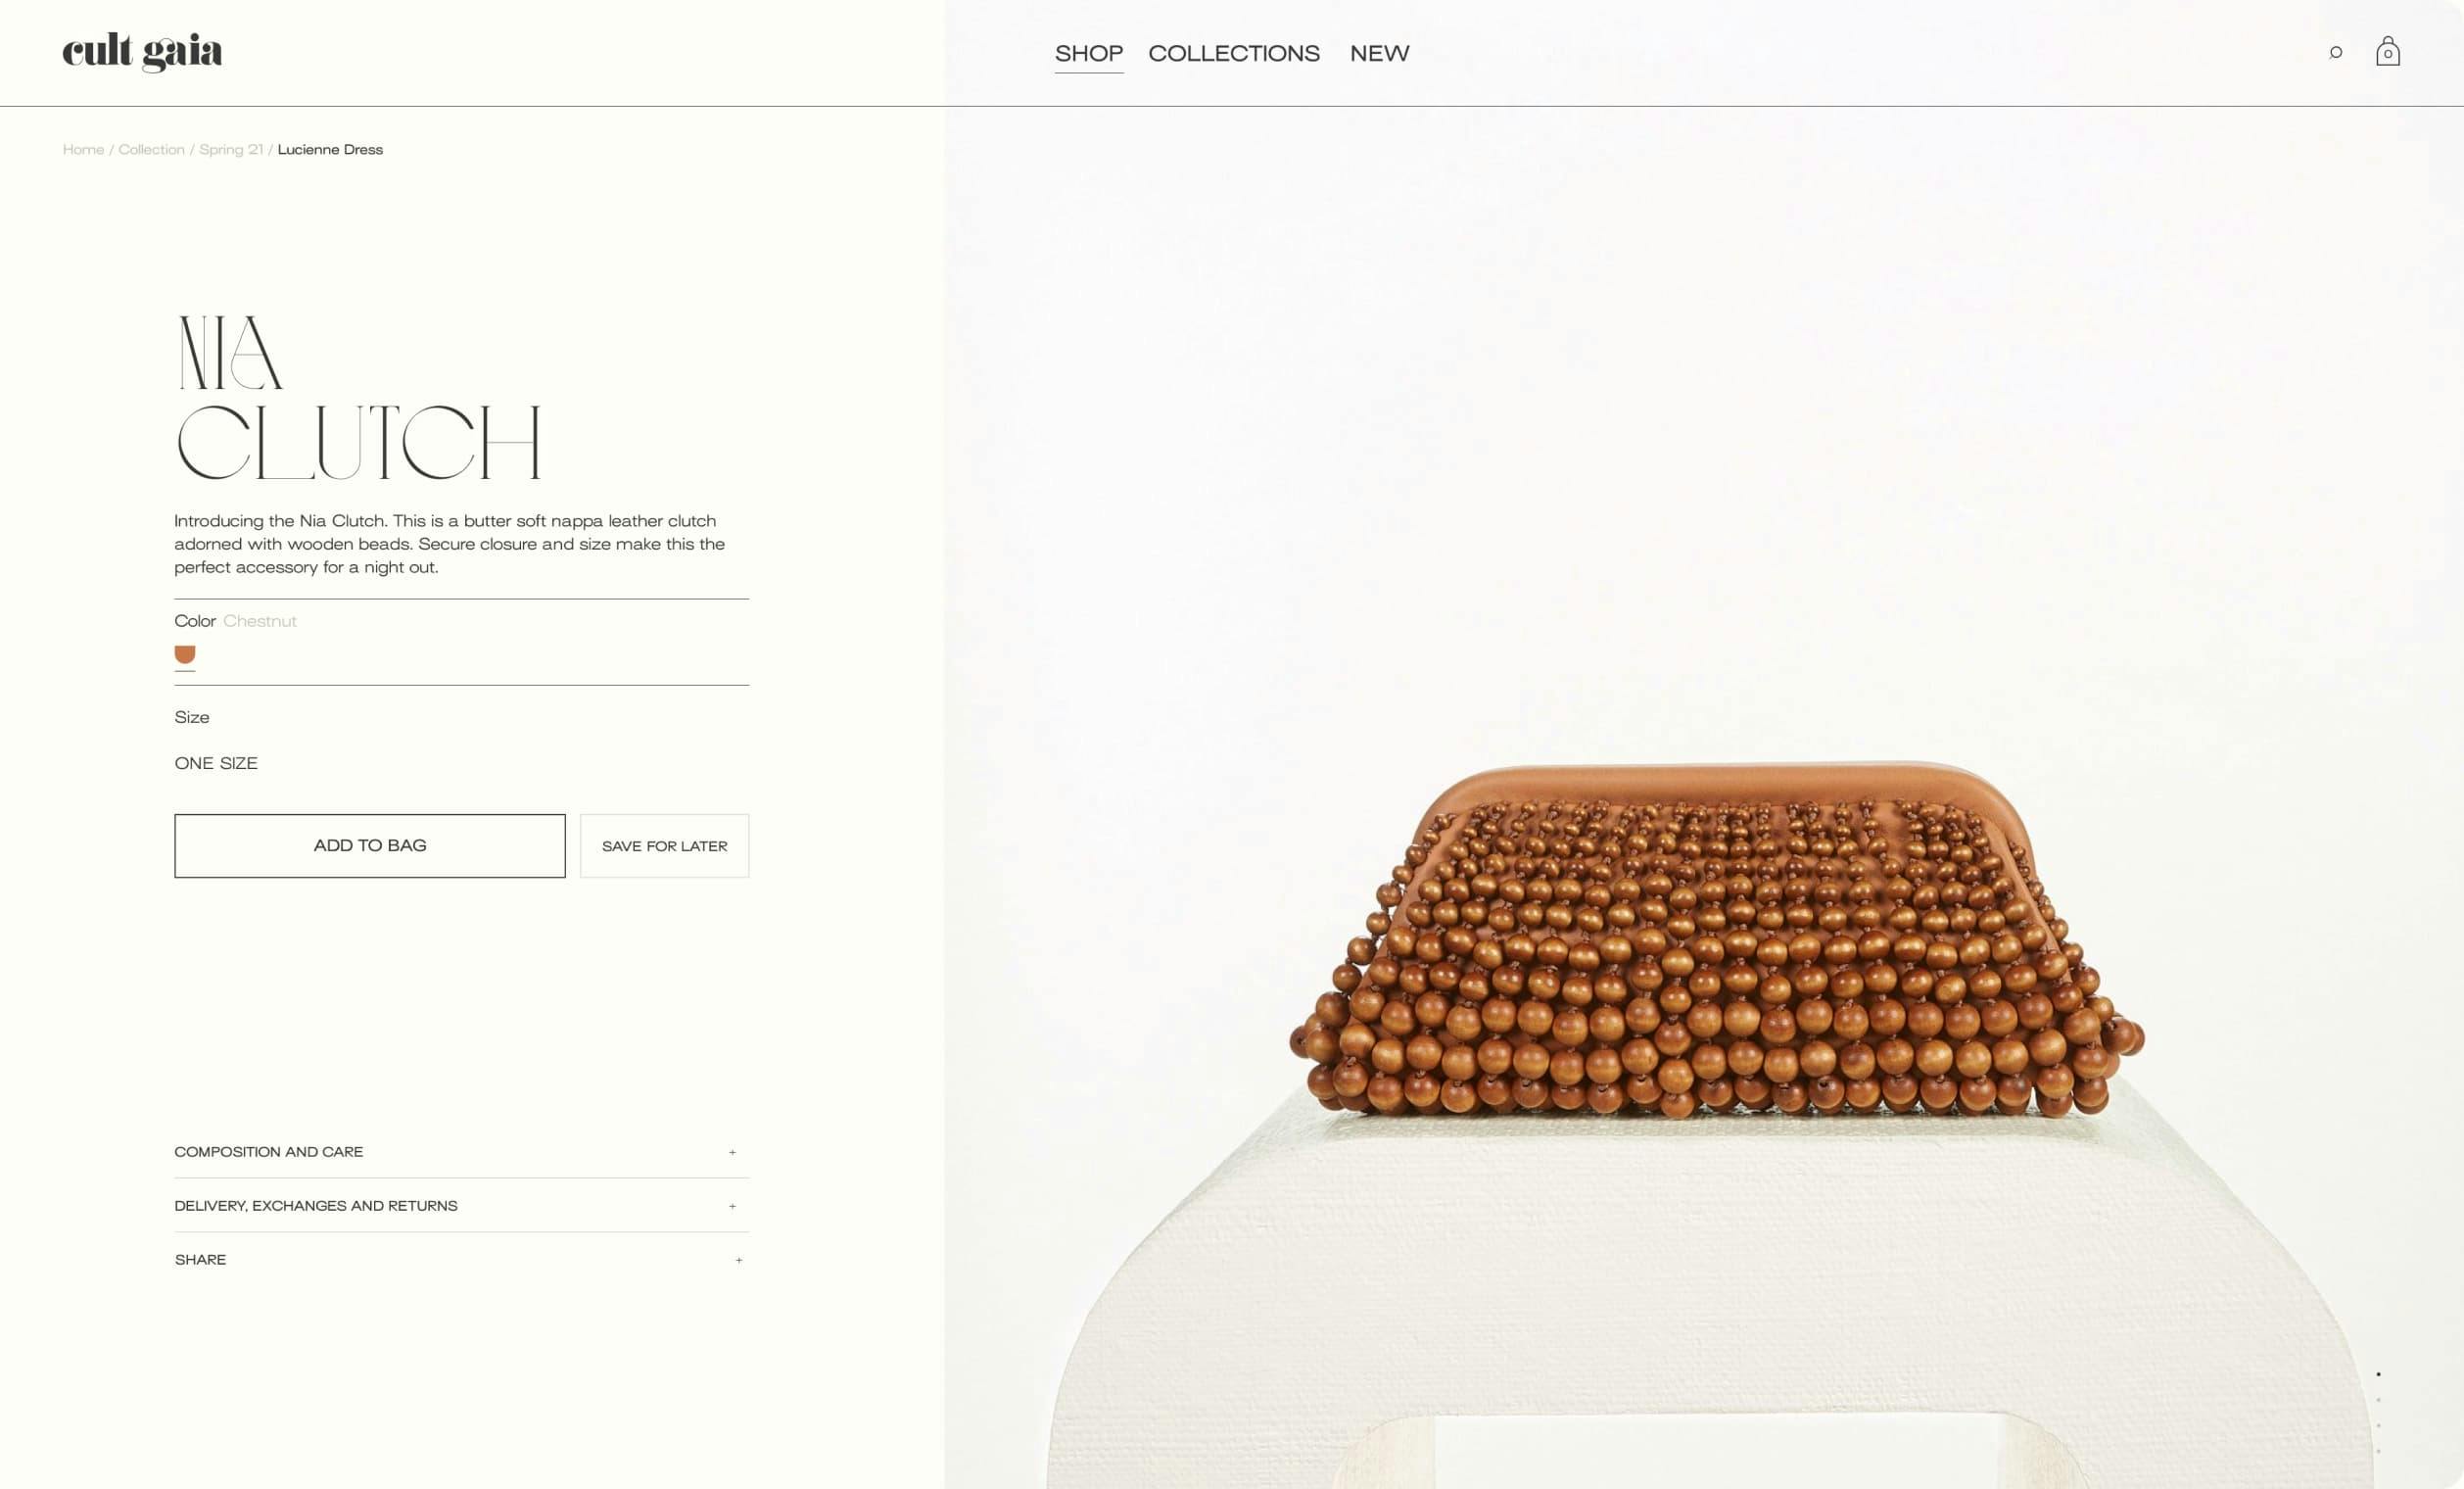 cult gaia
SHOP COLLECTIONS NEW
0
Home / Collection / Spring 21 / Lucienne Dress
NIA
CLUTCH
Introducing the Nia Clutch. This is a butter soft nappa leather clutch
adorned with wooden beads. Secure closure and size make this the
perfect accessory for a night out.
Color Chestnut
Size
ONE SIZE
ADD TO BAG
SAVE FOR LATER
COMPOSITION AND CARE +
DELIVERY, EXCHANGES AND RETURNS +
SHARE +